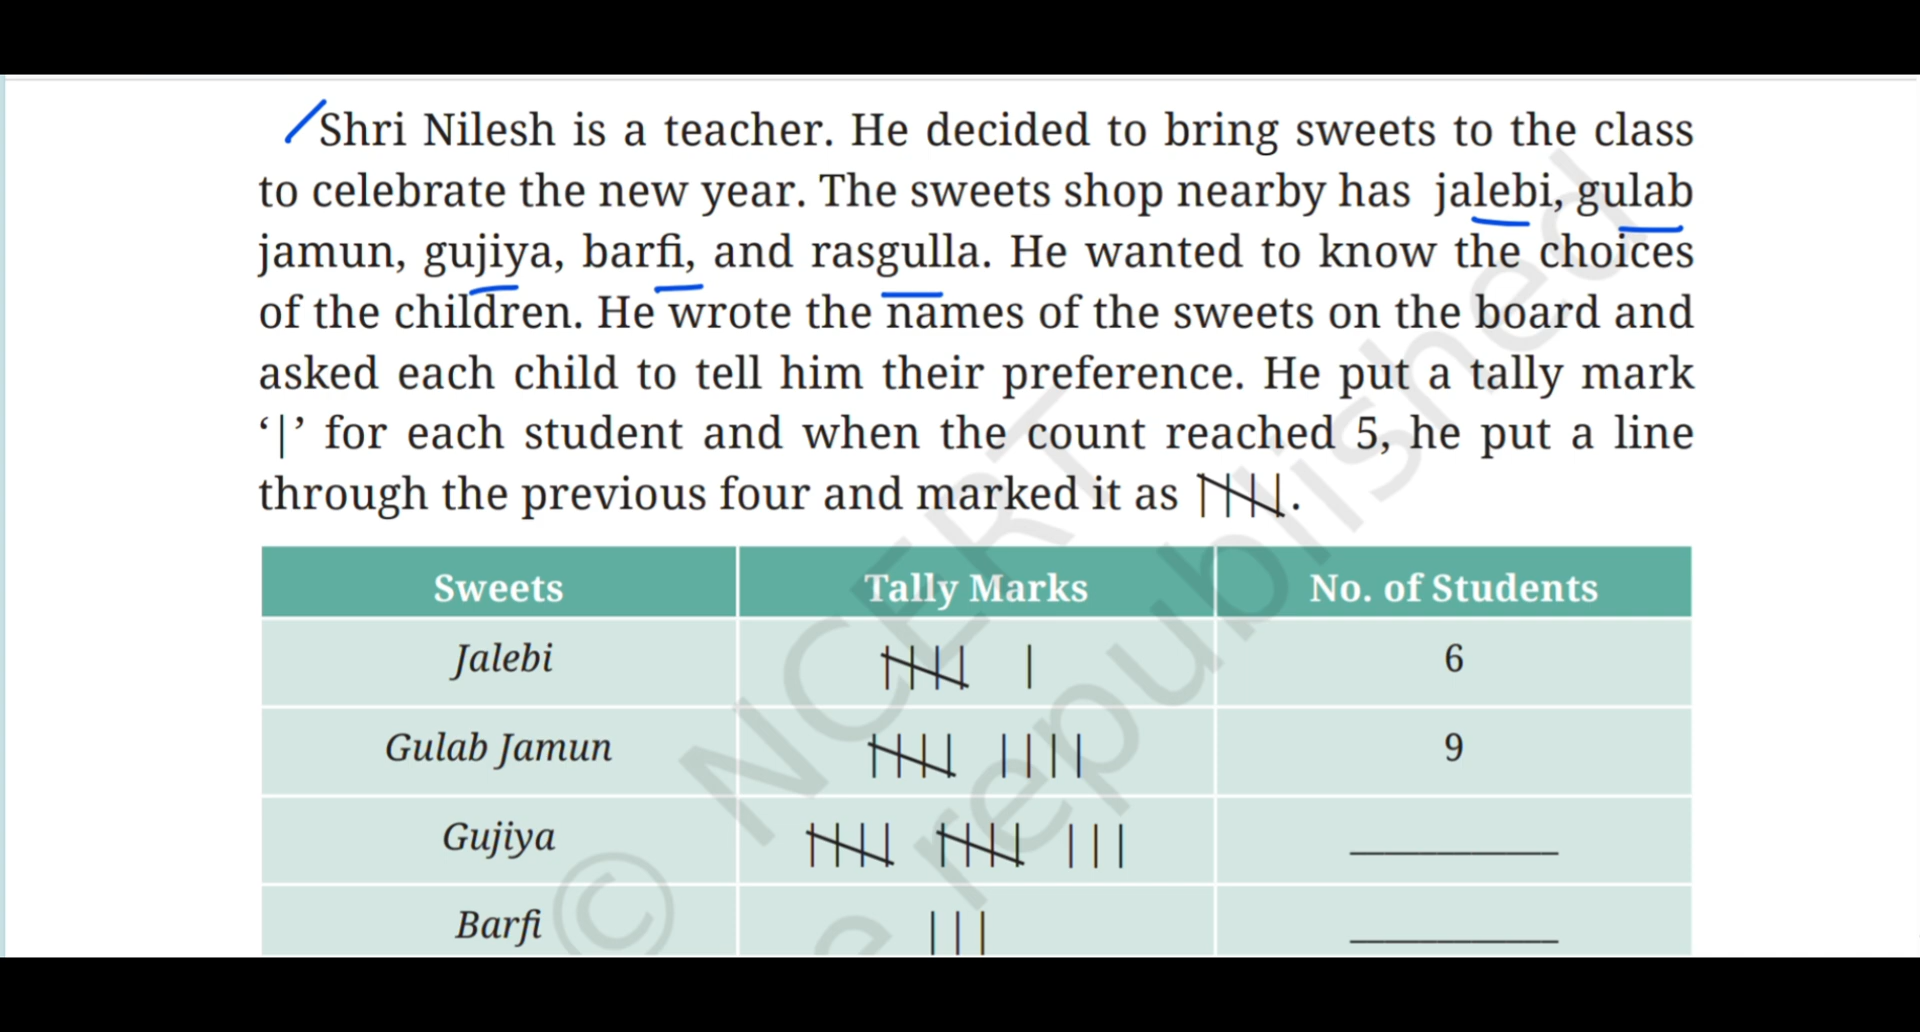 Shri Nilesh is a teacher. He decided to bring sweets to the class
to celebrate the new year. The sweets shop nearby has jalebi, gulab
jamun, gujiya, barfi, and rasgulla. He wanted to know the choices
of the children. He wrote the names of the sweets on the board and
asked each child to tell him their preference. He put a tally mark
‘|’ for each student and when the count reached 5, he put a line
through the previous four and marked it as ||||.
Sweets Tally Marks No. of Students
Jalebi |||| | 6
Gulab Jamun |||| |||| 9
Gujiya |||| |||| ||| ________
Barfi ||| ________
© NCERT
republished